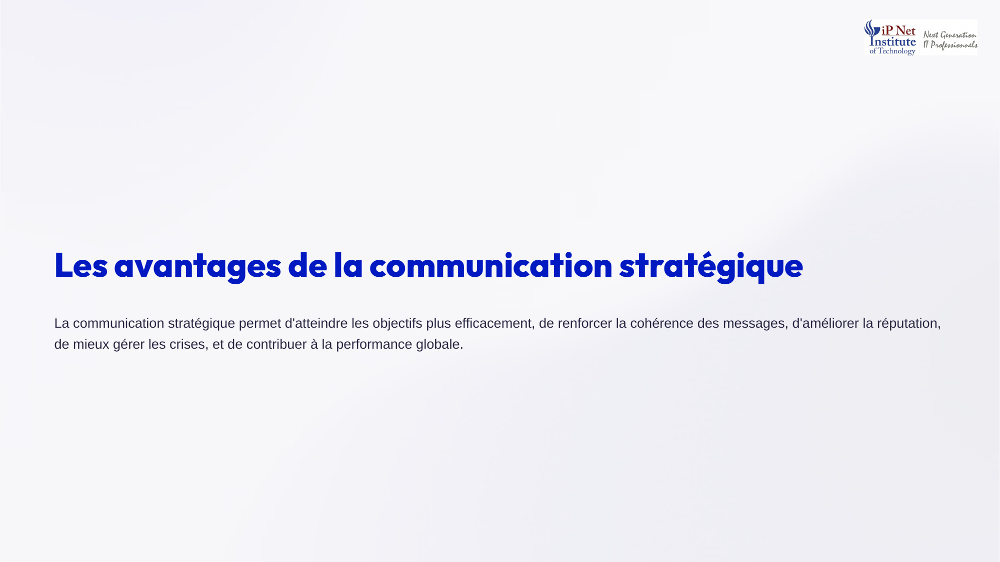 iP Net
Institute
of Technology
Next Generation
IT Professionnels
Les avantages de la communication stratégique
La communication stratégique permet d'atteindre les objectifs plus efficacement, de renforcer la cohérence des messages, d'améliorer la réputation,
de mieux gérer les crises, et de contribuer à la performance globale.